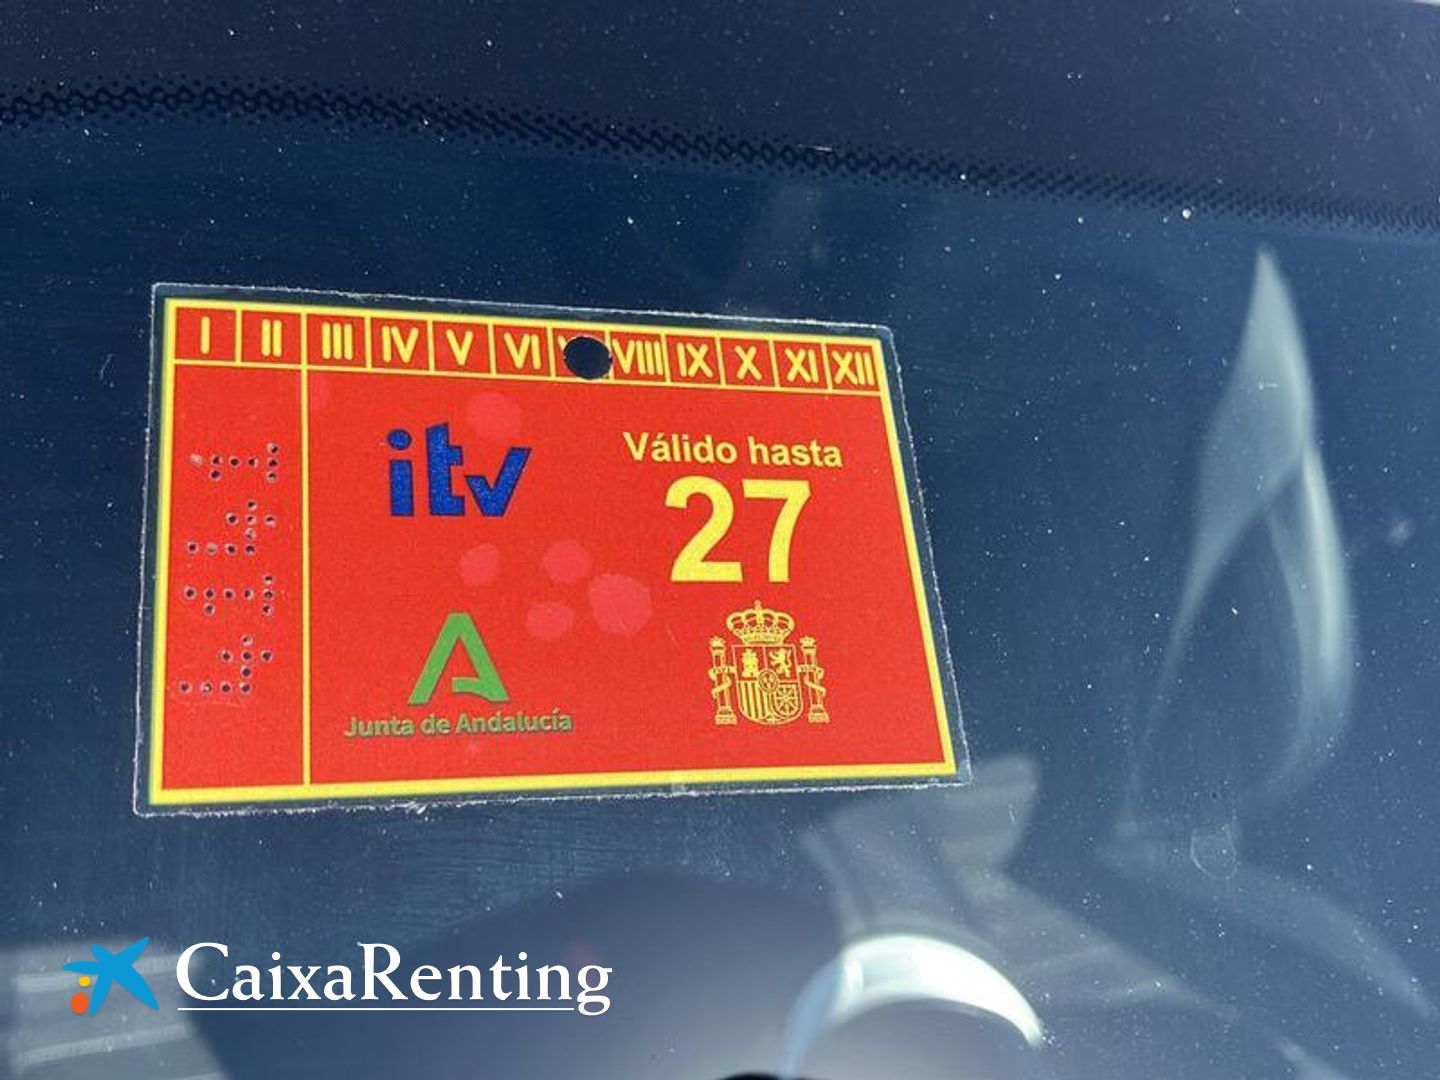 I II III IV V VI VIII IX X XI XII
itv
Válido hasta
27
Junta de Andalucía
CaixaRenting